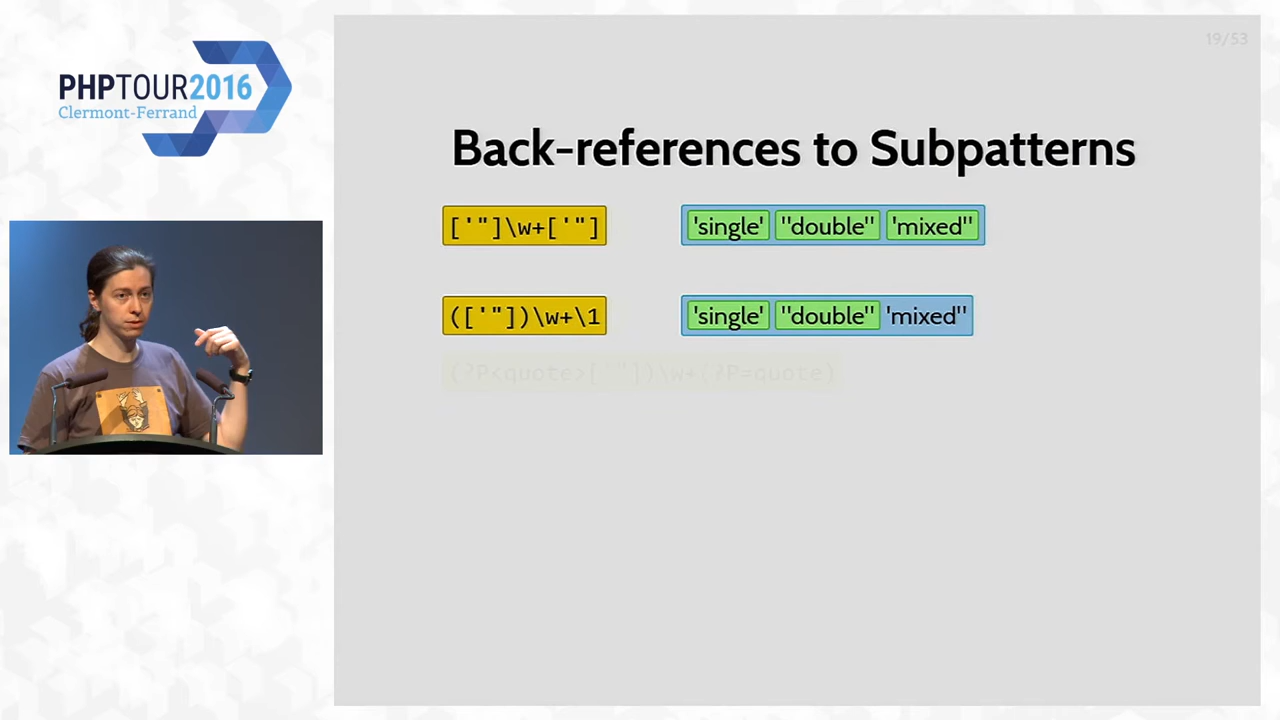 PHPTOUR2016
Clermont-Ferrand
19/53
Back-references to Subpatterns
['"]\w+['"]
'single' "double" 'mixed"
(['"])\w+\1
'single' "double" 'mixed"
(?P<quote>['"])\w+(?P=quote)